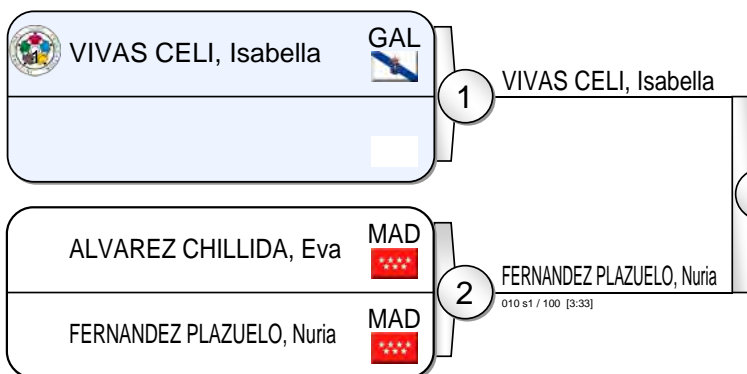 1 VIVAS CELI, Isabella GAL
1
VIVAS CELI, Isabella
ALVAREZ CHILLIDA, Eva MAD
FERNANDEZ PLAZUELO, Nuria MAD
2
FERNANDEZ PLAZUELO, Nuria
010 s1 / 100 [3:33]